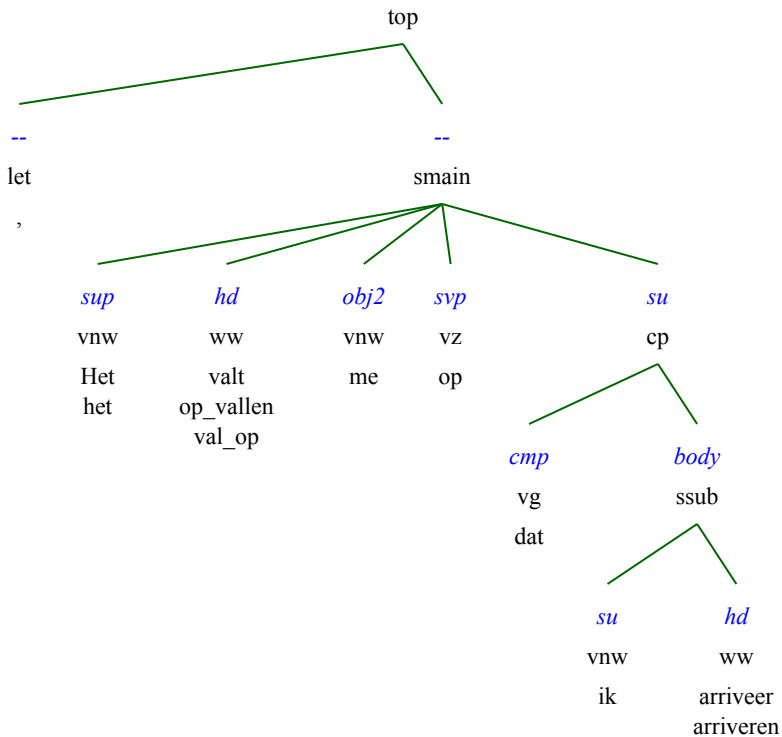 top
-- --
let smain
,
sup hd obj2 svp su
vnw ww vnw vz cp
Het valt me op
het op_vallen
val_op
cmp body
vg ssub
dat
su hd
vnw ww
ik arriveer
arriveren